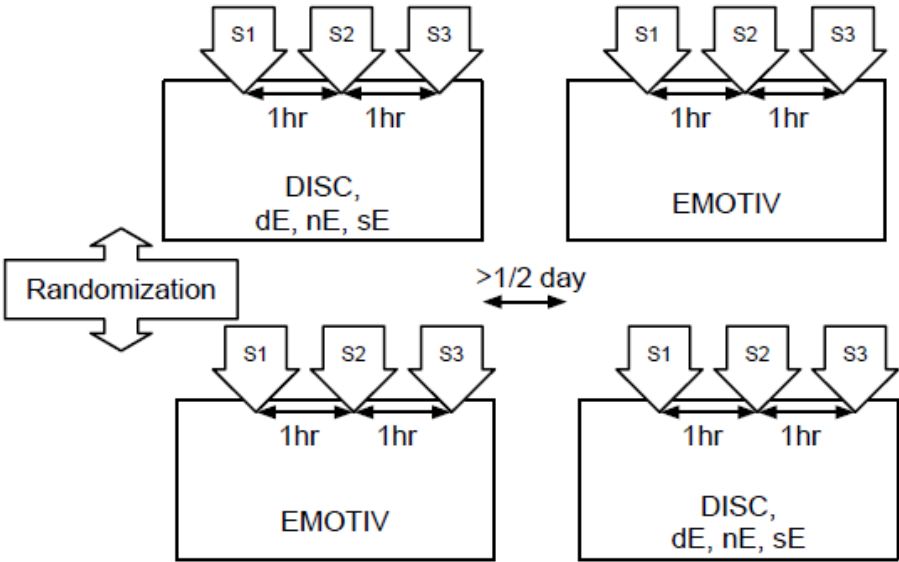 S1 S2 S3
1hr 1hr
DISC,
dE, nE, sE
S1 S2 S3
1hr 1hr
EMOTIV
Randomization
>1/2 day
S1 S2 S3
1hr 1hr
EMOTIV
S1 S2 S3
1hr 1hr
DISC,
dE, nE, sE